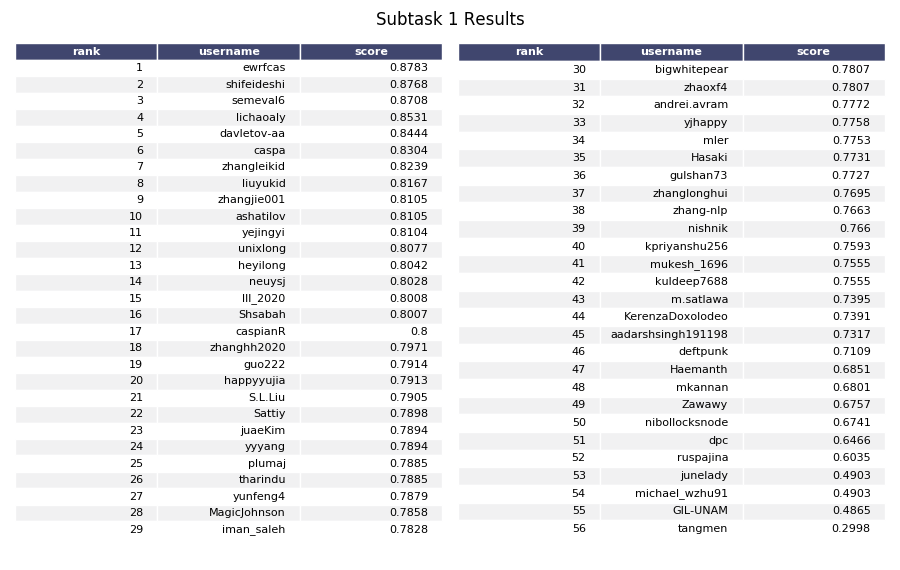 Subtask 1 Results
rank username score
1 ewrfcas 0.8783
2 shifeideshi 0.8768
3 semeval6 0.8708
4 lichaoaly 0.8531
5 davletov-aa 0.8444
6 caspa 0.8304
7 zhangleikid 0.8239
8 liuyukid 0.8167
9 zhangjie001 0.8105
10 ashatilov 0.8105
11 yejingyi 0.8104
12 unixlong 0.8077
13 heyilong 0.8042
14 neuysj 0.8028
15 III_2020 0.8008
16 Shsabah 0.8007
17 caspianR 0.8
18 zhanghh2020 0.7971
19 guo222 0.7914
20 happyyujia 0.7913
21 S.L.Liu 0.7905
22 Sattiy 0.7898
23 juaeKim 0.7894
24 yyyang 0.7894
25 plumaj 0.7885
26 tharindu 0.7885
27 yunfeng4 0.7879
28 MagicJohnson 0.7858
29 iman_saleh 0.7828
rank username score
30 bigwhitepear 0.7807
31 zhaoxf4 0.7807
32 andrei.avram 0.7772
33 yjhappy 0.7758
34 mler 0.7753
35 Hasaki 0.7731
36 gulshan73 0.7727
37 zhanglonghui 0.7695
38 zhang-nlp 0.7663
39 nishnik 0.766
40 kpriyanshu256 0.7593
41 mukesh_1696 0.7555
42 kuldeep7688 0.7555
43 m.satlawa 0.7395
44 KerenzaDoxolodeo 0.7391
45 aadarshsingh191198 0.7317
46 deftpunk 0.7109
47 Haemanth 0.6851
48 mkannan 0.6801
49 Zawawy 0.6757
50 nibollocksnode 0.6741
51 dpc 0.6466
52 ruspajina 0.6035
53 junelady 0.4903
54 michael_wzhu91 0.4903
55 GIL-UNAM 0.4865
56 tangmen 0.2998